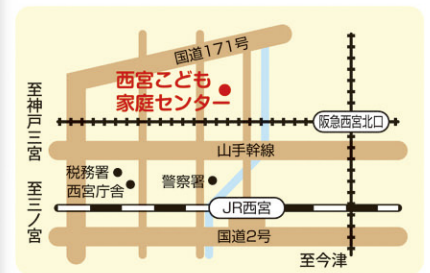 国道171号
西宮こども
家庭センター
至神戸三宮
阪急西宮北口
山手幹線
税務署
西宮庁舎
警察署
至三ノ宮
JR西宮
国道2号
至今津